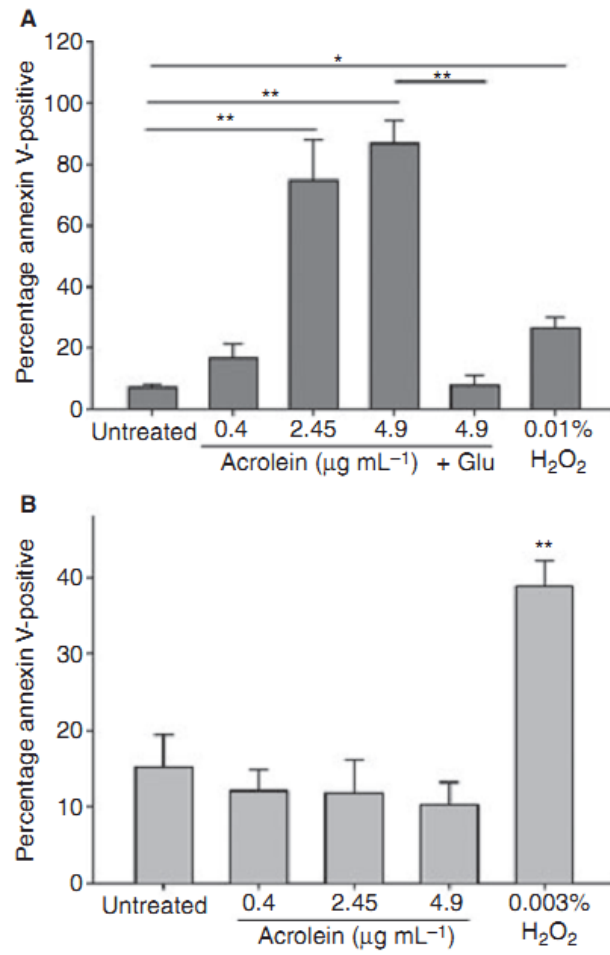 A
120
100
80
60
40
20
0
Percentage annexin V-positive
*
**
**
**
Untreated 0.4 2.45 4.9 4.9 0.01%
Acrolein (µg mL⁻¹) + Glu H₂O₂
B
40
30
20
10
0
Percentage annexin V-positive
**
Untreated 0.4 2.45 4.9 0.003%
Acrolein (µg mL⁻¹) H₂O₂